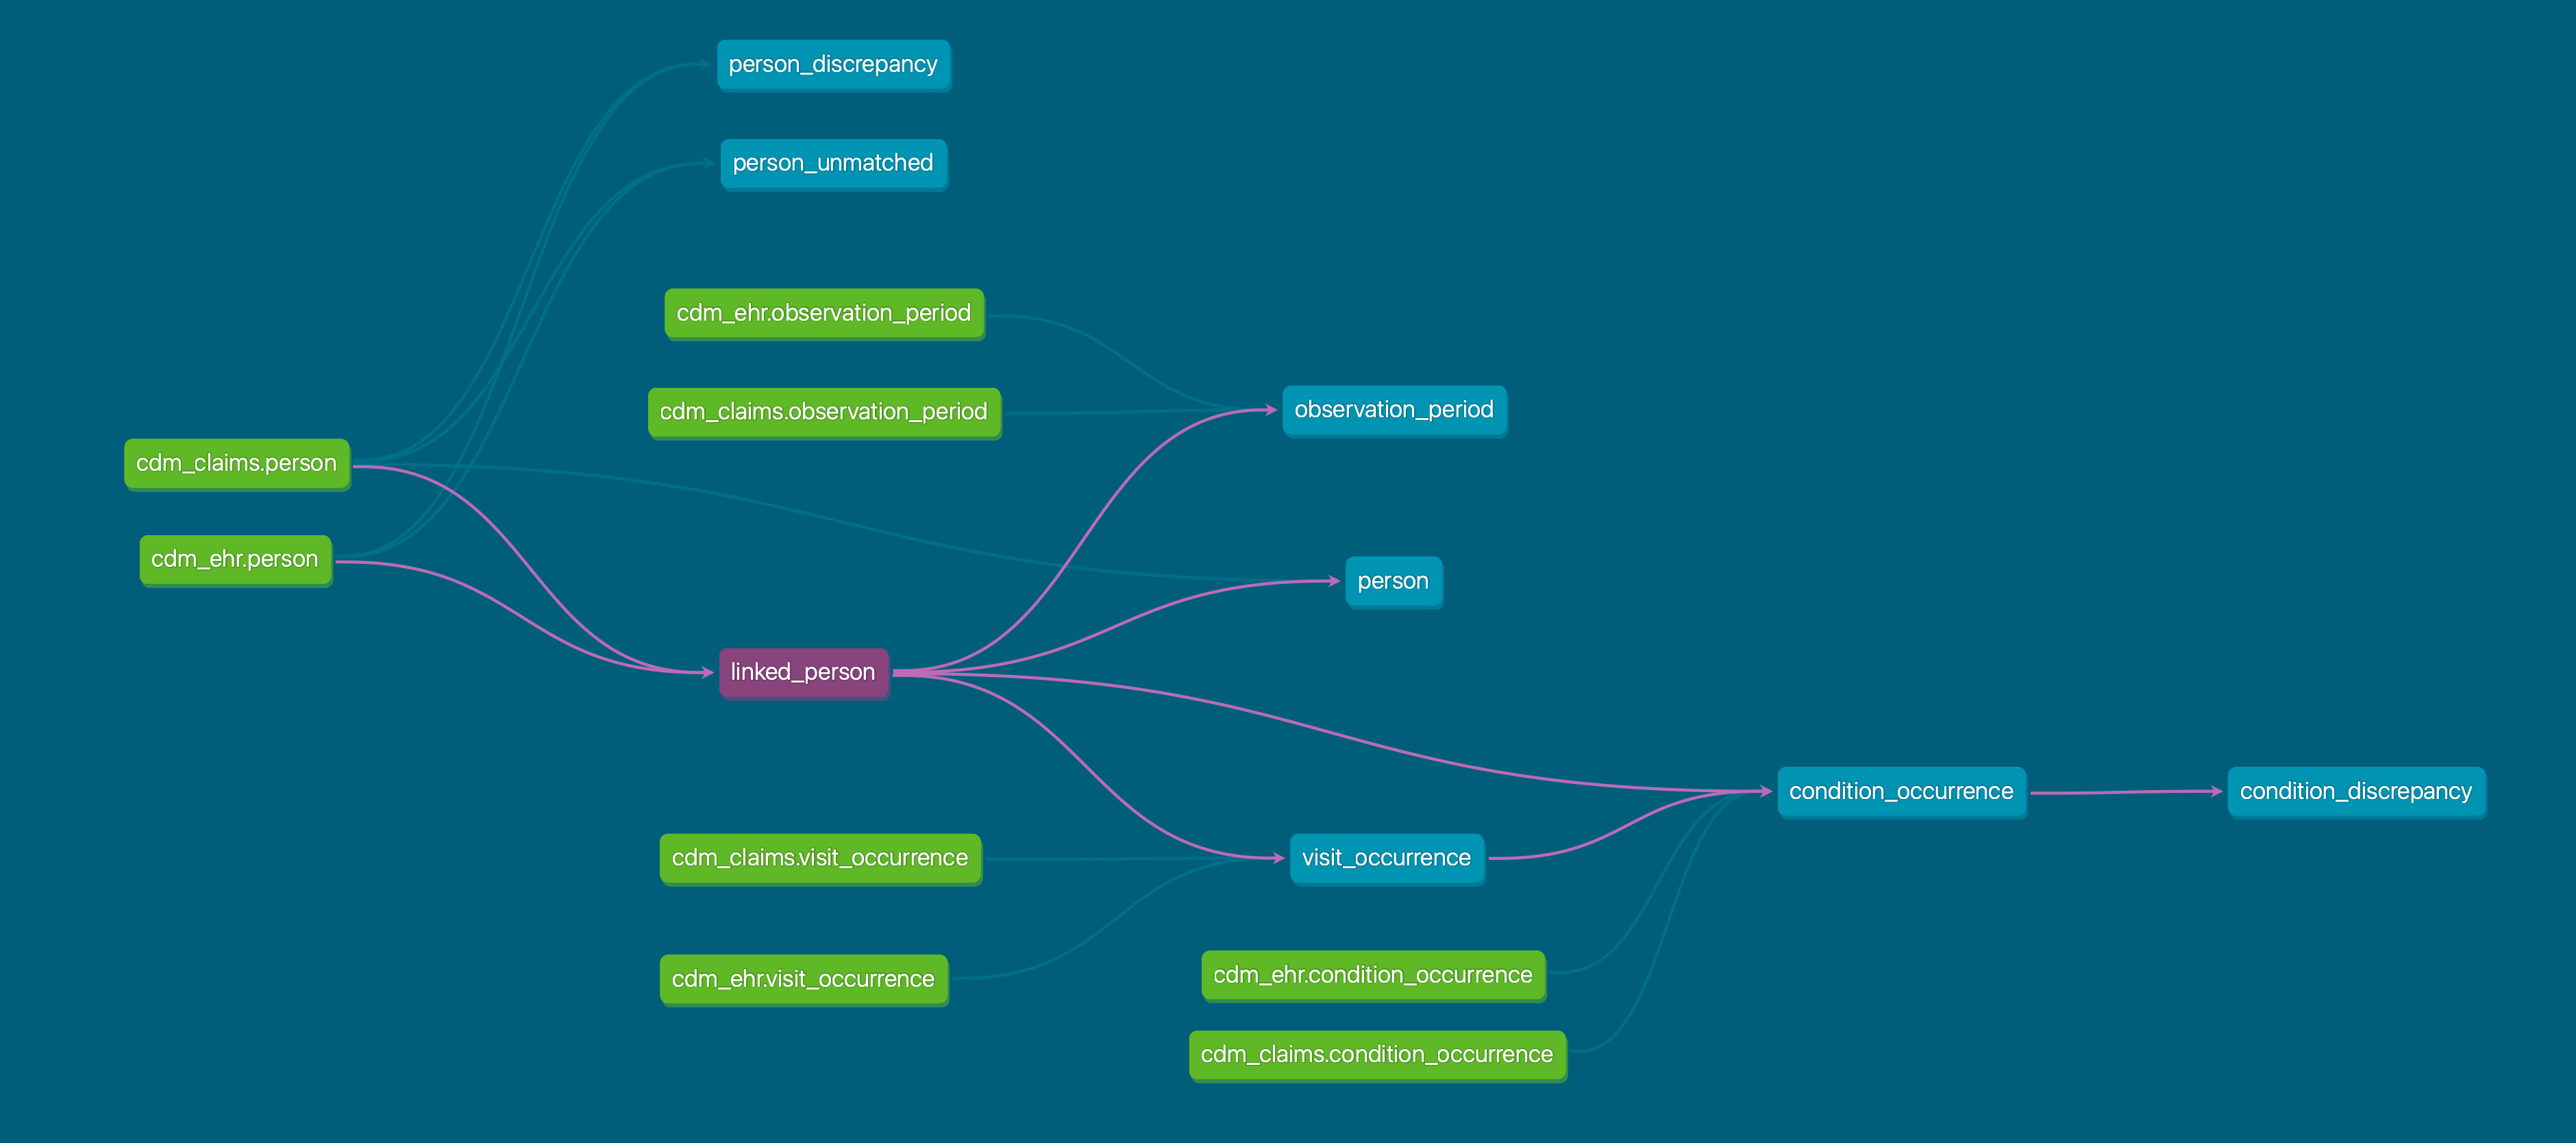 person_discrepancy
person_unmatched
cdm_ehr.observation_period
cdm_claims.observation_period
observation_period
cdm_claims.person
cdm_ehr.person
person
linked_person
condition_occurrence
condition_discrepancy
cdm_claims.visit_occurrence
visit_occurrence
cdm_ehr.visit_occurrence
cdm_ehr.condition_occurrence
cdm_claims.condition_occurrence